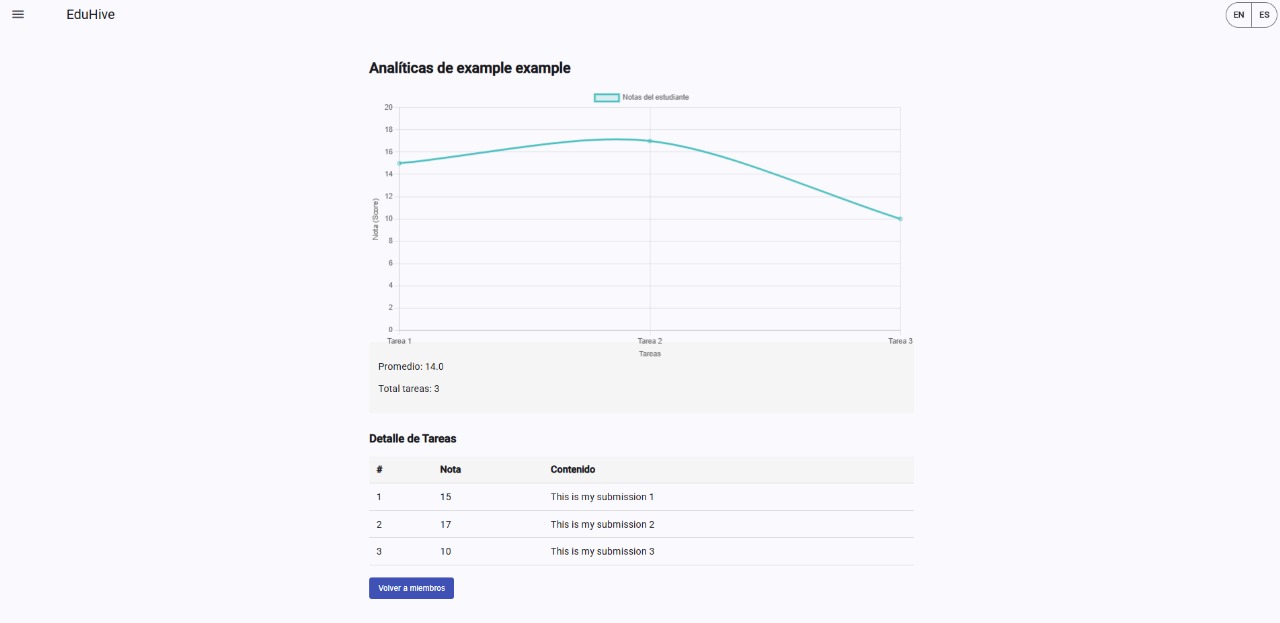 EduHive
EN ES
Analíticas de example example
Notas del estudiante
20
18
16
14
12
10
8
6
4
2
0
Nota (Score)
Tarea 1 Tarea 2 Tarea 3
Tareas
Promedio: 14.0
Total tareas: 3
Detalle de Tareas
# Nota Contenido
1 15 This is my submission 1
2 17 This is my submission 2
3 10 This is my submission 3
Volver a miembros